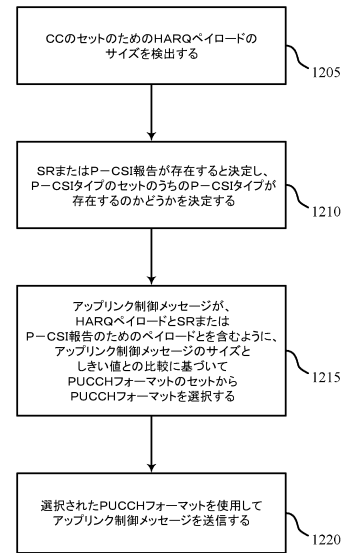 CCのセットのためのHARQペイロードの
サイズを検出する
1205
SRまたはP-CSI報告が存在すると決定し、
P-CSIタイプのセットのうちのP-CSIタイプが
存在するのかどうかを決定する
1210
アップリンク制御メッセージが、
HARQペイロードとSRまたは
P-CSI報告のためのペイロードとを含むように、
アップリンク制御メッセージのサイズと
しきい値との比較に基づいて
PUCCHフォーマットのセットから
PUCCHフォーマットを選択する
1215
選択されたPUCCHフォーマットを使用して
アップリンク制御メッセージを送信する
1220